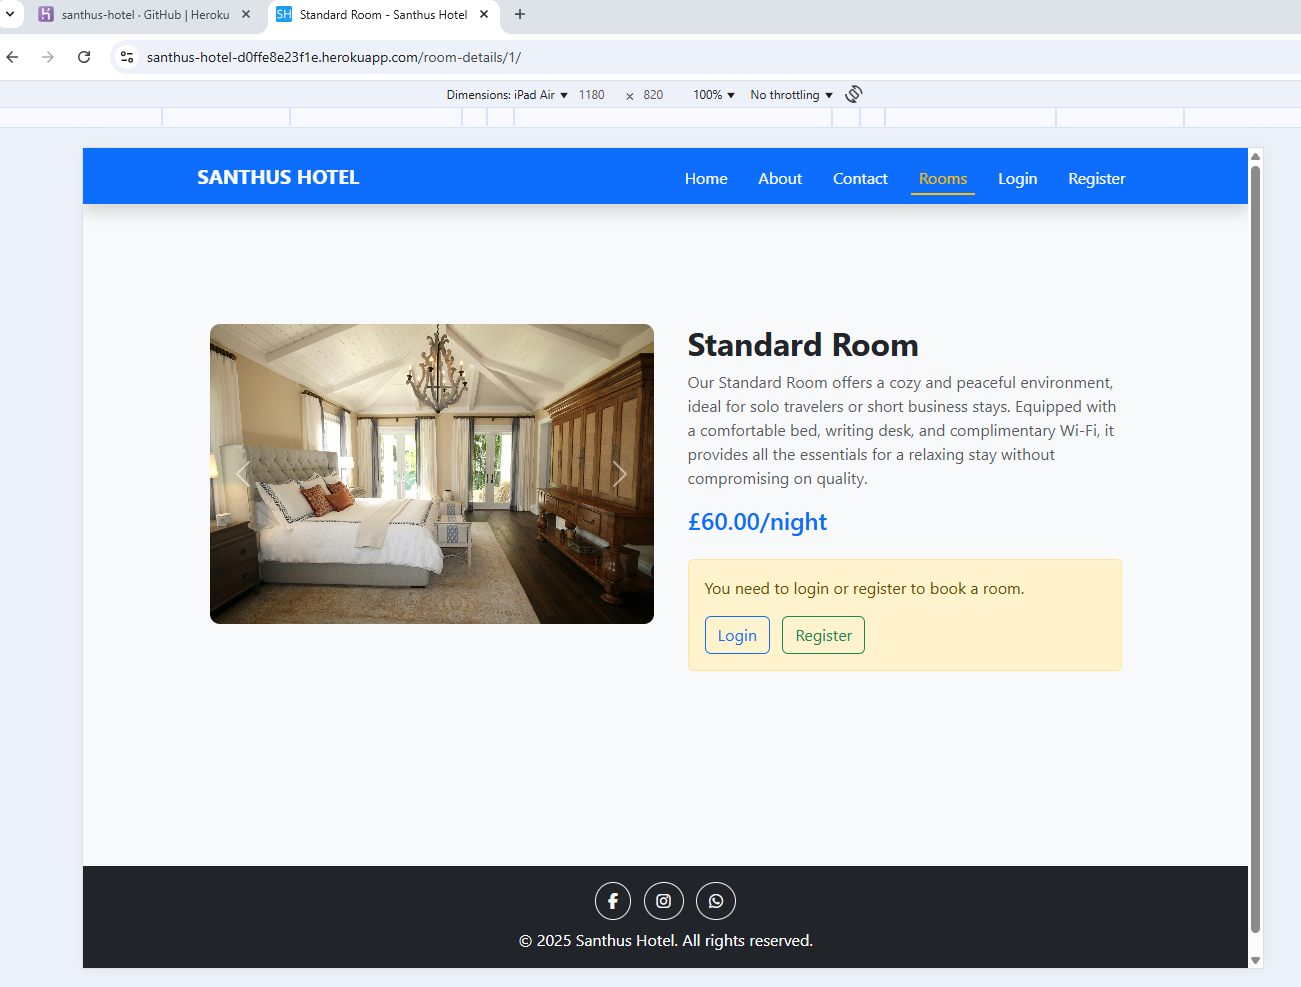 santhus-hotel · GitHub | Heroku
Standard Room - Santhus Hotel
santhus-hotel-d0ffe8e23f1e.herokuapp.com/room-details/1/
Dimensions: iPad Air 1180 × 820 100% No throttling
SANTHUS HOTEL Home About Contact Rooms Login Register
Standard Room
Our Standard Room offers a cozy and peaceful environment,
ideal for solo travelers or short business stays. Equipped with
a comfortable bed, writing desk, and complimentary Wi-Fi, it
provides all the essentials for a relaxing stay without
compromising on quality.
£60.00/night
You need to login or register to book a room.
Login Register
© 2025 Santhus Hotel. All rights reserved.